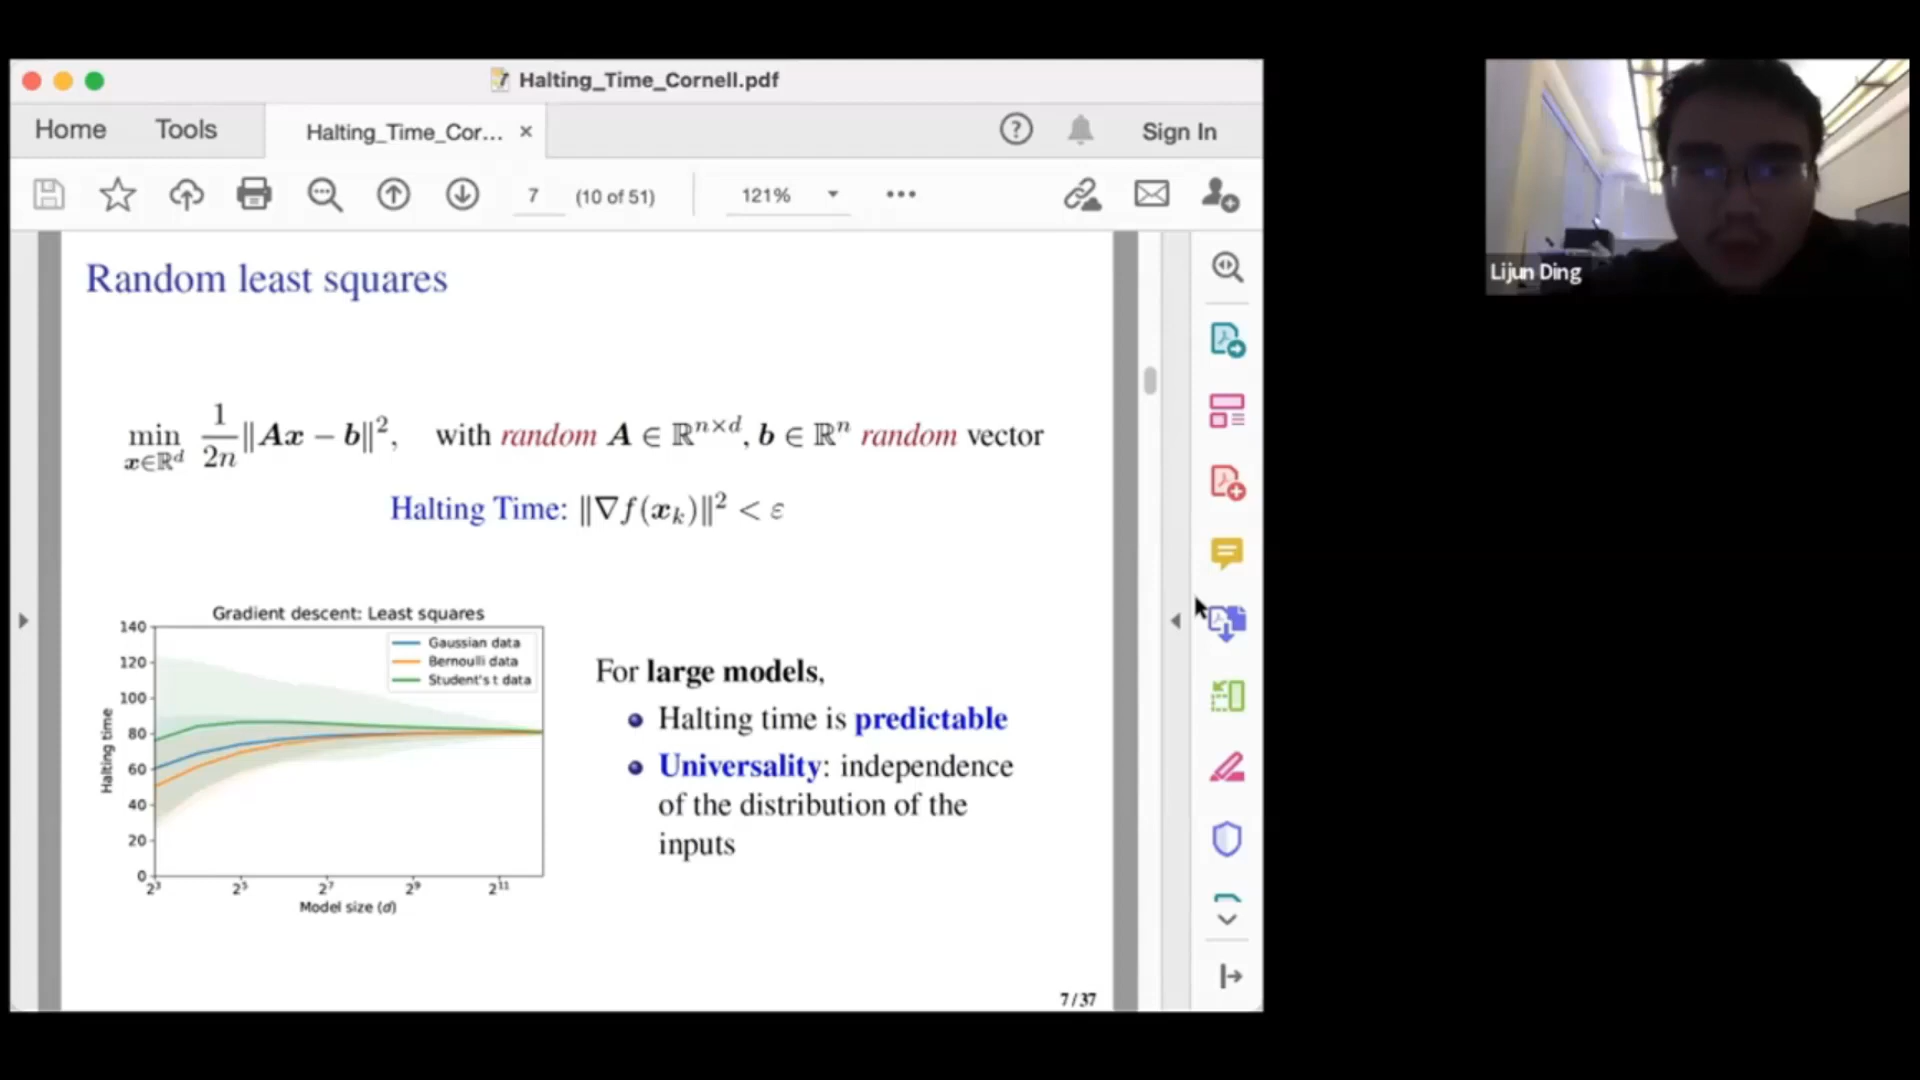 Halting_Time_Cornell.pdf
Home Tools Halting_Time_Cor... × Sign In
7 (10 of 51) 121%
Random least squares
min_{x∈ℝ^d} \frac{1}{2n} ‖Ax − b‖², with random A ∈ ℝ^{n×d}, b ∈ ℝ^n random vector
Halting Time: ‖∇f(x_k)‖² < ε
Gradient descent: Least squares
Gaussian data
Bernoulli data
Student's t data
Halting time
140
120
100
80
60
40
20
0
2³ 2⁵ 2⁷ 2⁹ 2¹¹
Model size (d)
For large models,
• Halting time is predictable
• Universality: independence
of the distribution of the
inputs
7 / 37
Lijun Ding